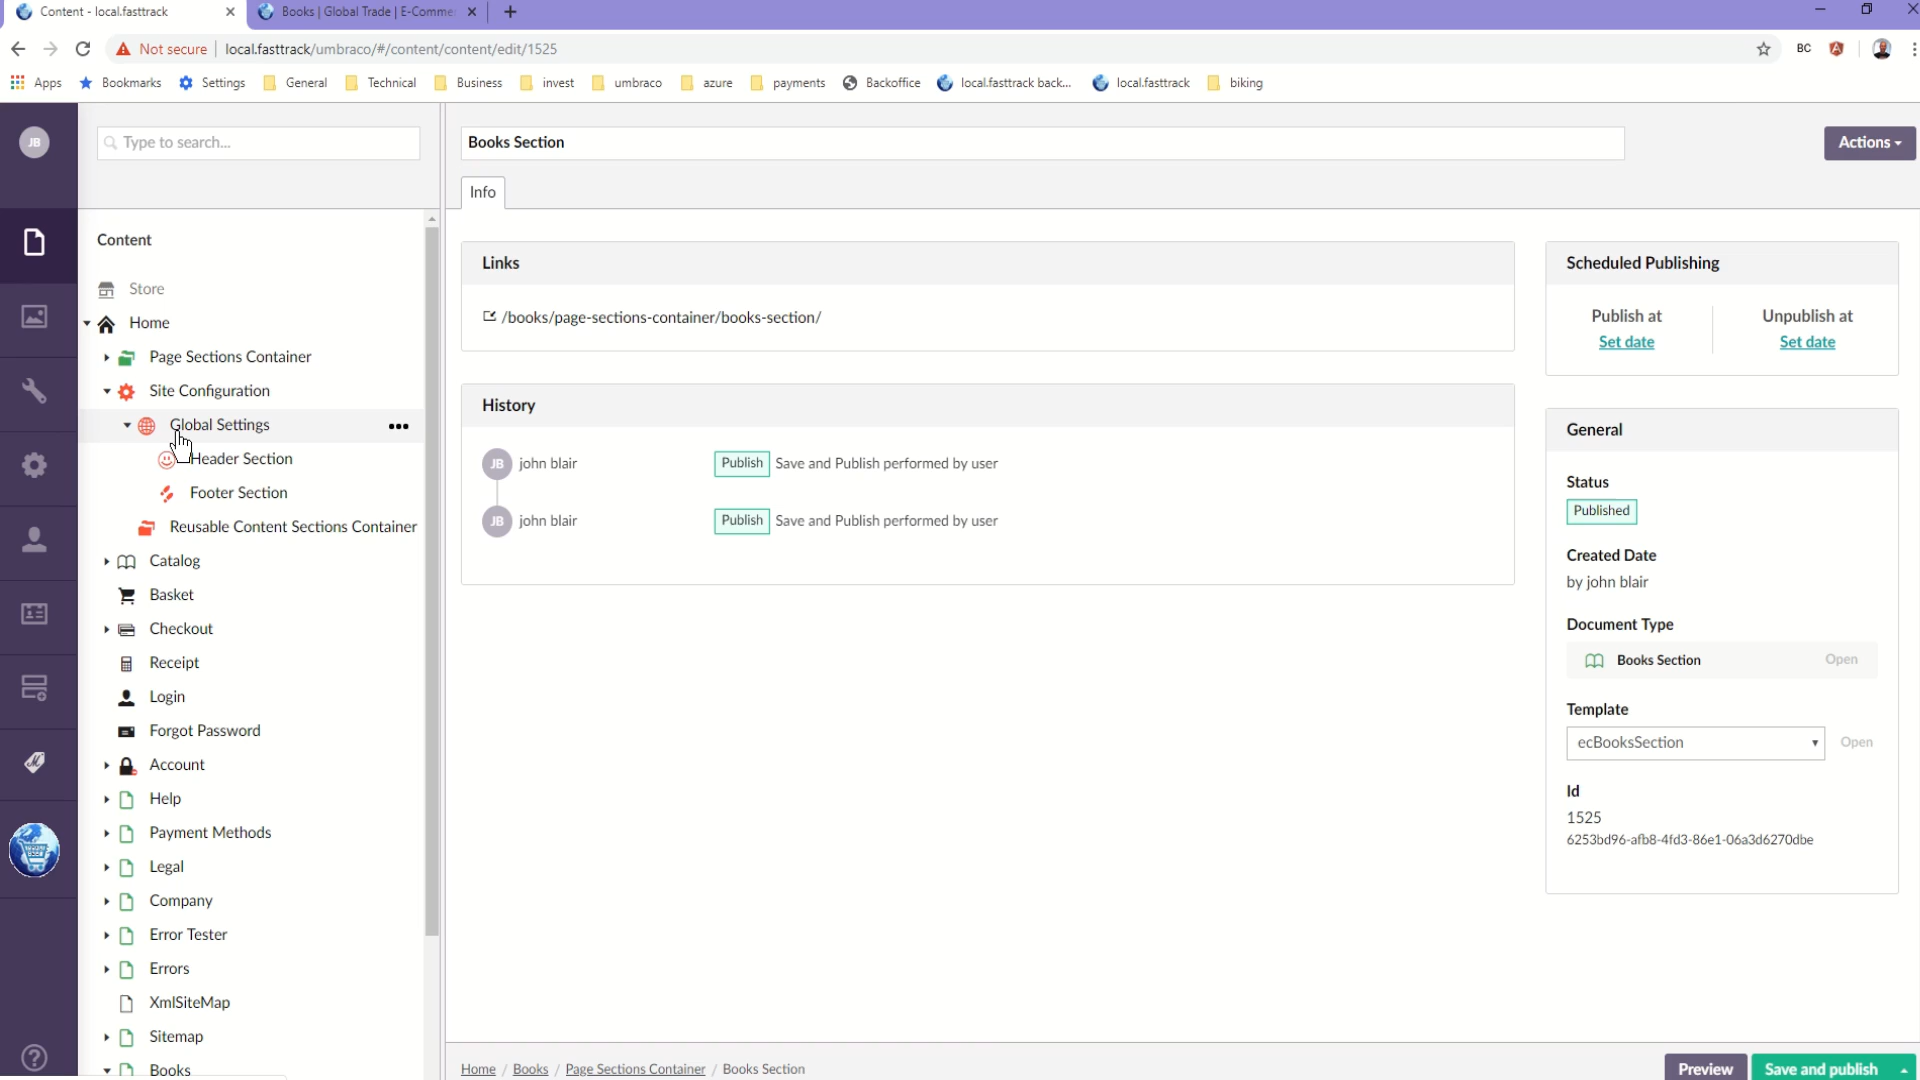 Content - local.fasttrack
Books | Global Trade | E-Comme
Not secure
local.fasttrack/umbraco/#/content/content/edit/1525
BC
Apps
Bookmarks
Settings
General
Technical
Business
invest
umbraco
azure
payments
Backoffice
local.fasttrack back...
local.fasttrack
biking
JB
Type to search...
Books Section
Actions
Info
Content
Store
Home
Page Sections Container
Site Configuration
Global Settings
Header Section
Footer Section
Reusable Content Sections Container
Catalog
Basket
Checkout
Receipt
Login
Forgot Password
Account
Help
Payment Methods
Legal
Company
Error Tester
Errors
XmlSiteMap
Sitemap
Books
Links
/books/page-sections-container/books-section/
History
JB john blair Publish Save and Publish performed by user
JB john blair Publish Save and Publish performed by user
Scheduled Publishing
Publish at Unpublish at
Set date Set date
General
Status
Published
Created Date
by john blair
Document Type
Books Section Open
Template
ecBooksSection Open
Id
1525
6253bd96-afb8-4fd3-86e1-06a3d6270dbe
Home / Books / Page Sections Container / Books Section
Preview
Save and publish